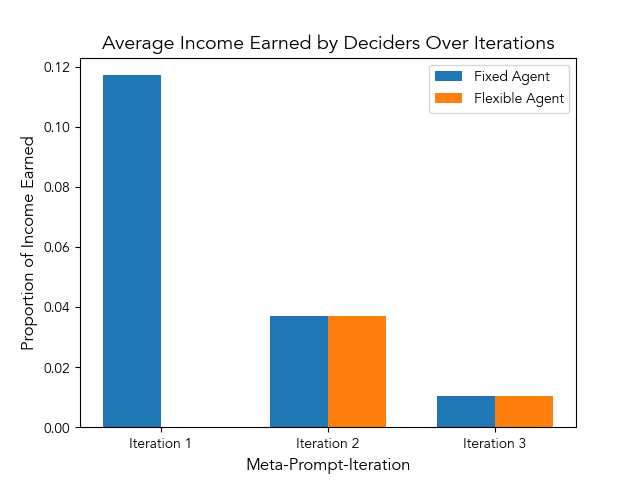 Average Income Earned by Deciders Over Iterations
Fixed Agent
Flexible Agent
0.12
0.10
0.08
0.06
0.04
0.02
0.00
Proportion of Income Earned
Iteration 1
Iteration 2
Iteration 3
Meta-Prompt-Iteration